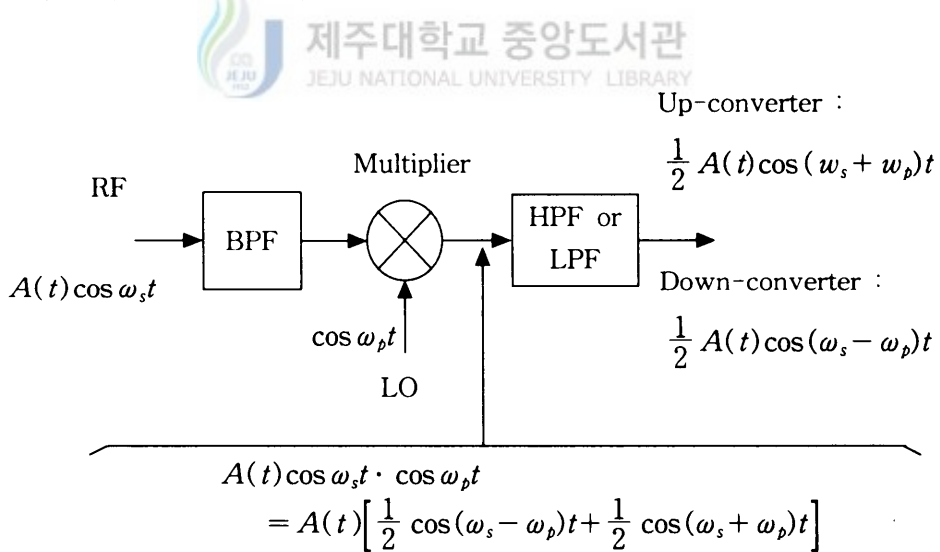 제주대학교 중앙도서관
JEJU NATIONAL UNIVERSITY LIBRARY
JEJU
1952
Up-converter :
½ A(t) cos (w_s + w_p)t
Multiplier
RF
BPF
HPF or
LPF
A(t) cos ω_s t
Down-converter :
½ A(t) cos (ω_s − ω_p)t
cos ω_p t
LO
A(t) cos ω_s t · cos ω_p t
= A(t)[½ cos(ω_s − ω_p)t + ½ cos(ω_s + ω_p)t]